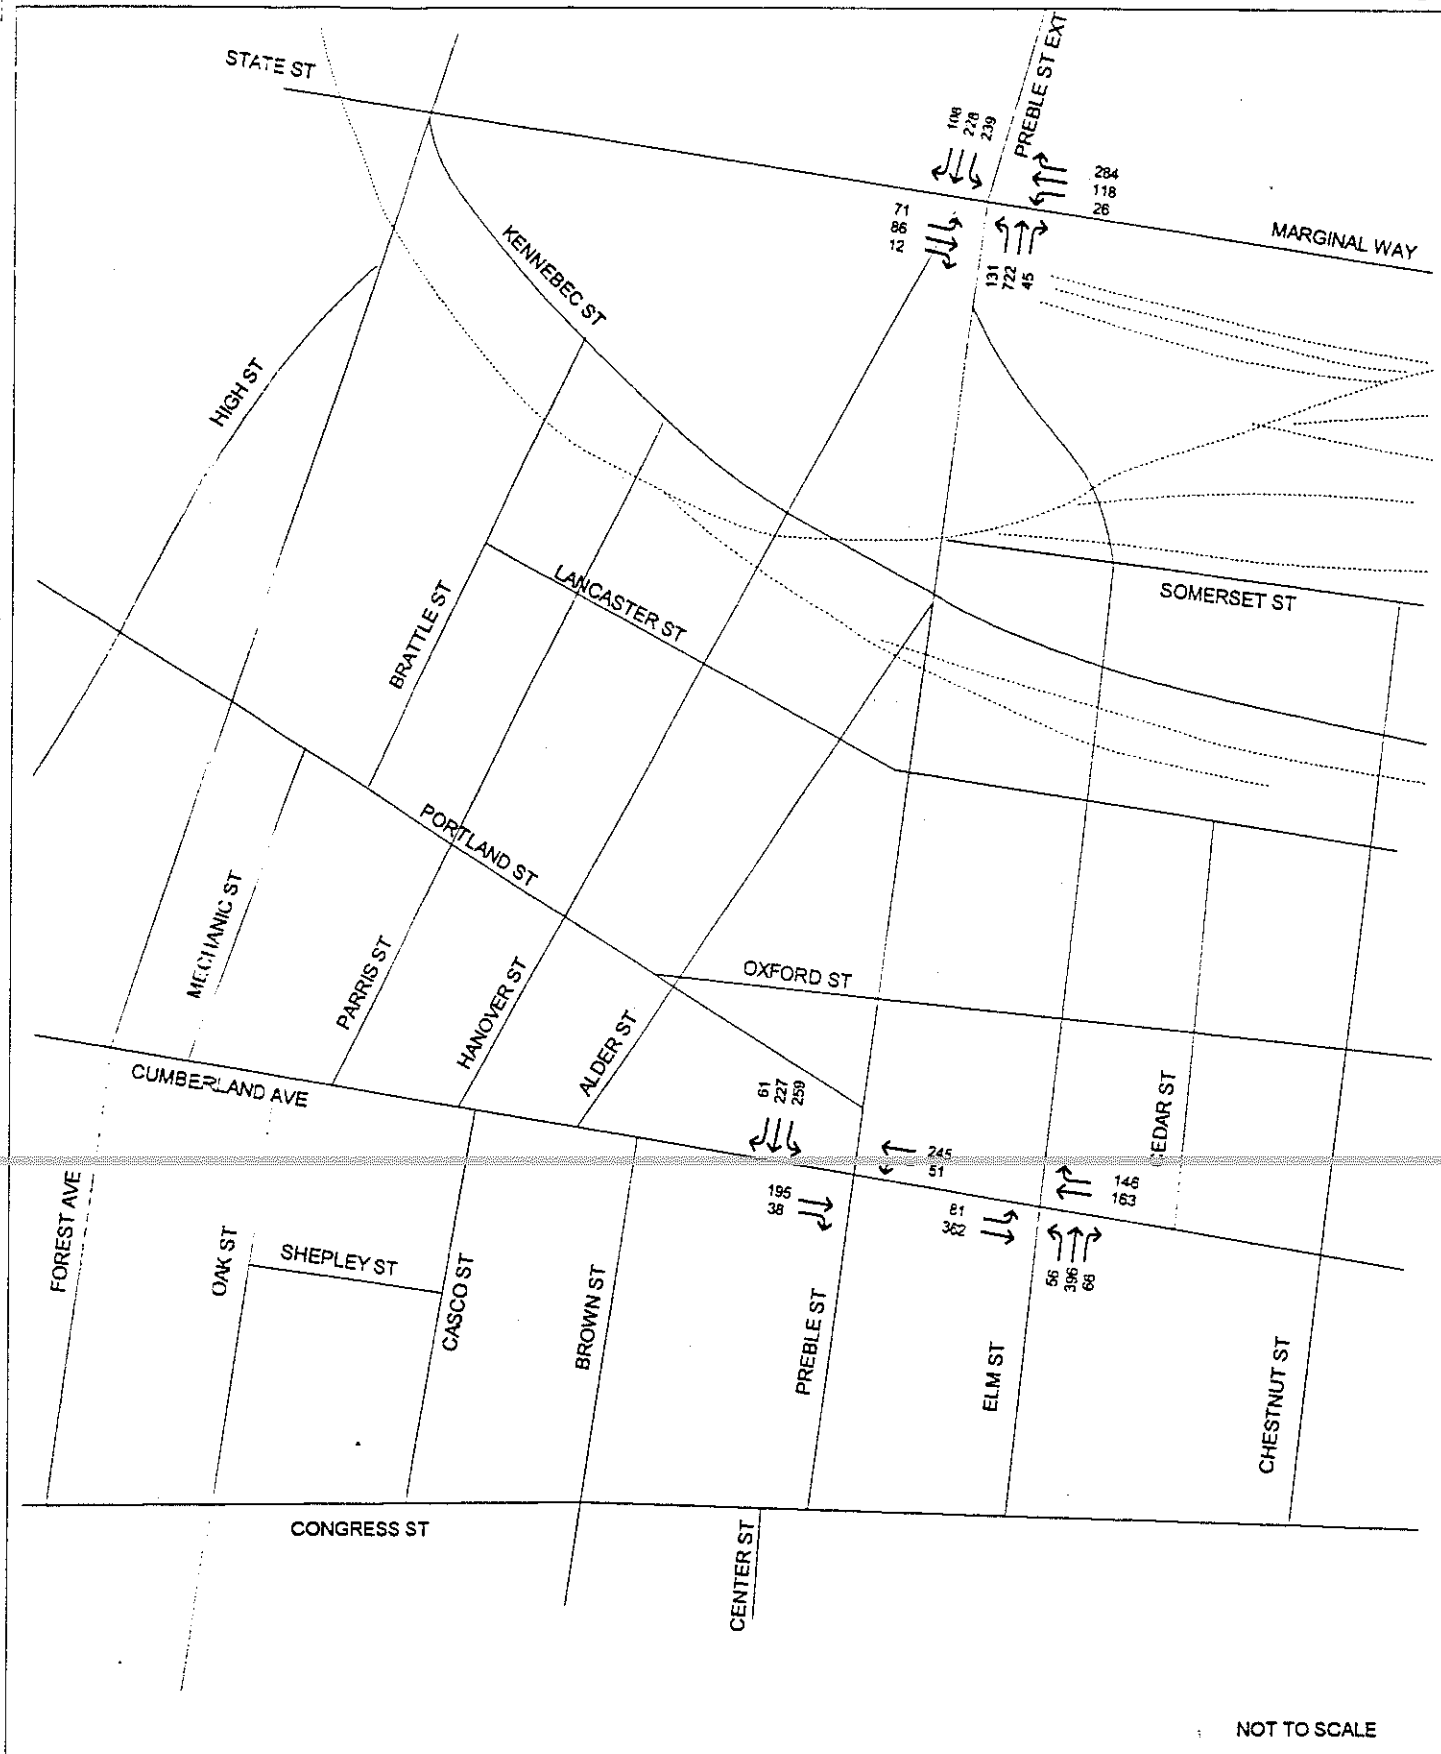 STATE ST
PREBLE ST EXT
108
228
239
284
118
26
71
86
12
131
722
45
MARGINAL WAY
KENNEBEC ST
HIGH ST
SOMERSET ST
LANCASTER ST
BRATTLE ST
PORTLAND ST
MECHANIC ST
PARRIS ST
HANOVER ST
OXFORD ST
ALDER ST
CUMBERLAND AVE
61
227
259
CEDAR ST
245
51
146
163
195
38
81
362
56
396
66
FOREST AVE
OAK ST
SHEPLEY ST
CASCO ST
BROWN ST
PREBLE ST
ELM ST
CHESTNUT ST
CONGRESS ST
CENTER ST
NOT TO SCALE